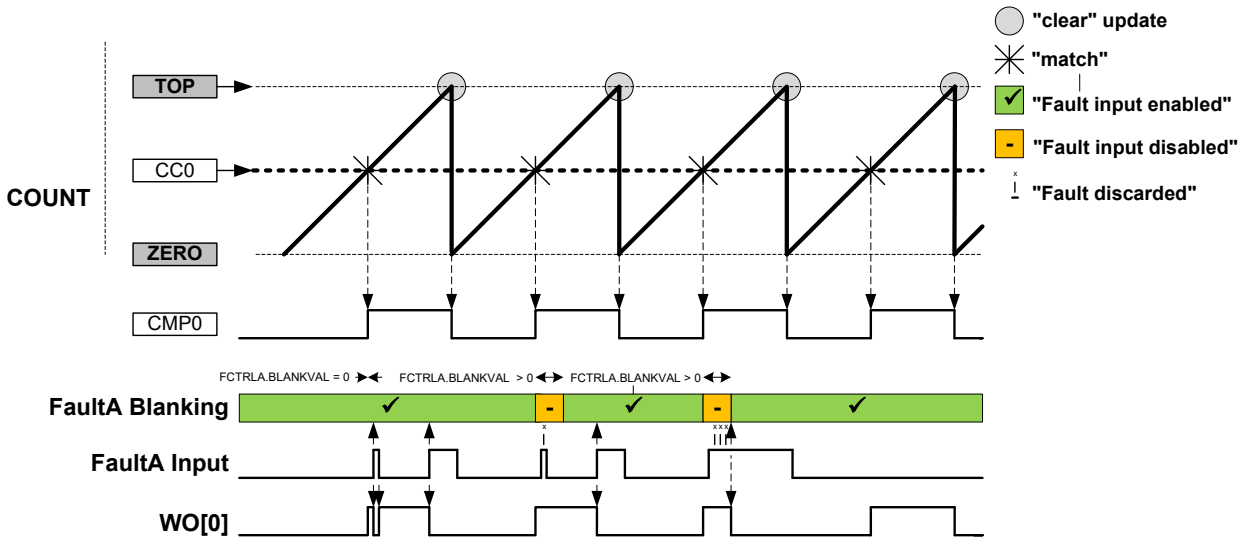 "clear" update
"match"
TOP
"Fault input enabled"
"Fault input disabled"
CC0
COUNT
x
"Fault discarded"
ZERO
CMP0
FCTRLA.BLANKVAL = 0
FCTRLA.BLANKVAL > 0
FCTRLA.BLANKVAL > 0
FaultA Blanking
✓ - ✓ - ✓
x xxx
FaultA Input
WO[0]